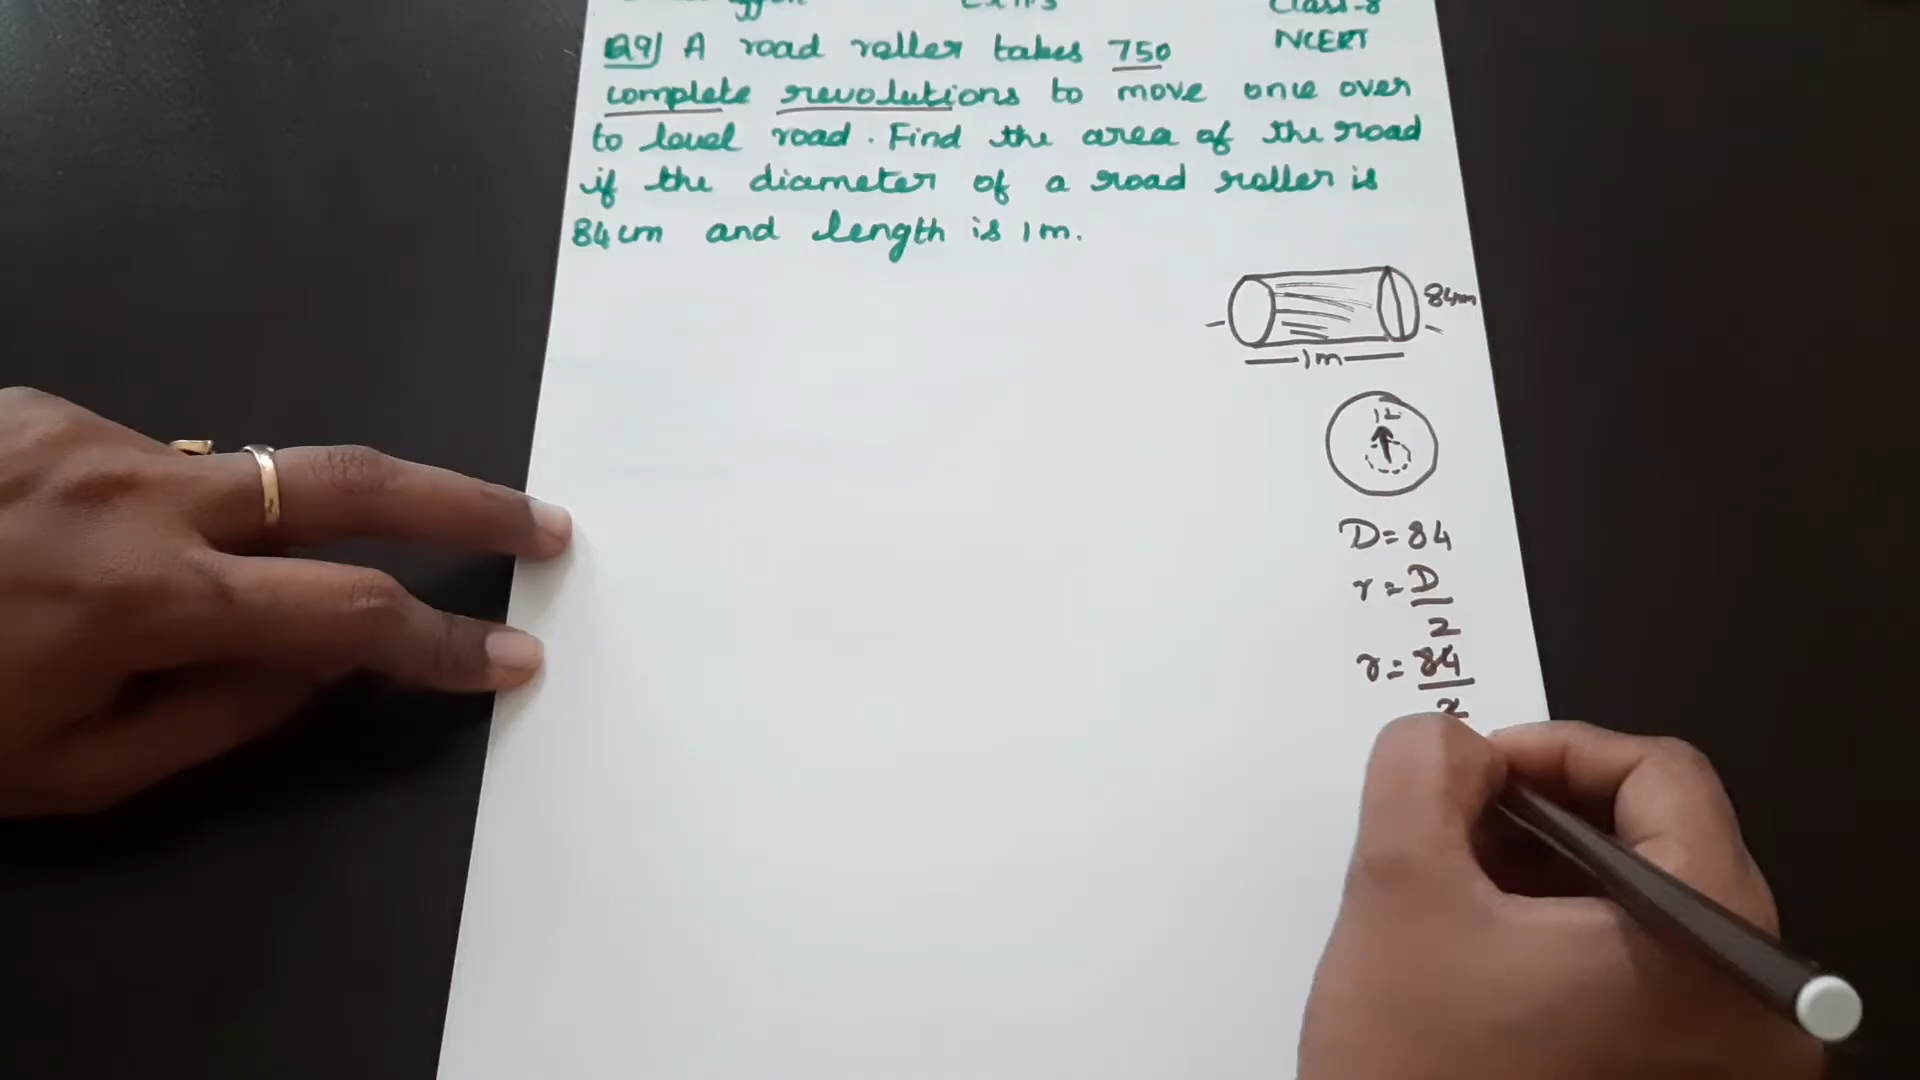 Class-8
NCERT
Q9) A road roller takes 750
complete revolutions to move once over
to level road. Find the area of the road
if the diameter of a road roller is
84cm and length is 1m.
84cm
1m
12
D=84
r=D/2
r=84/2